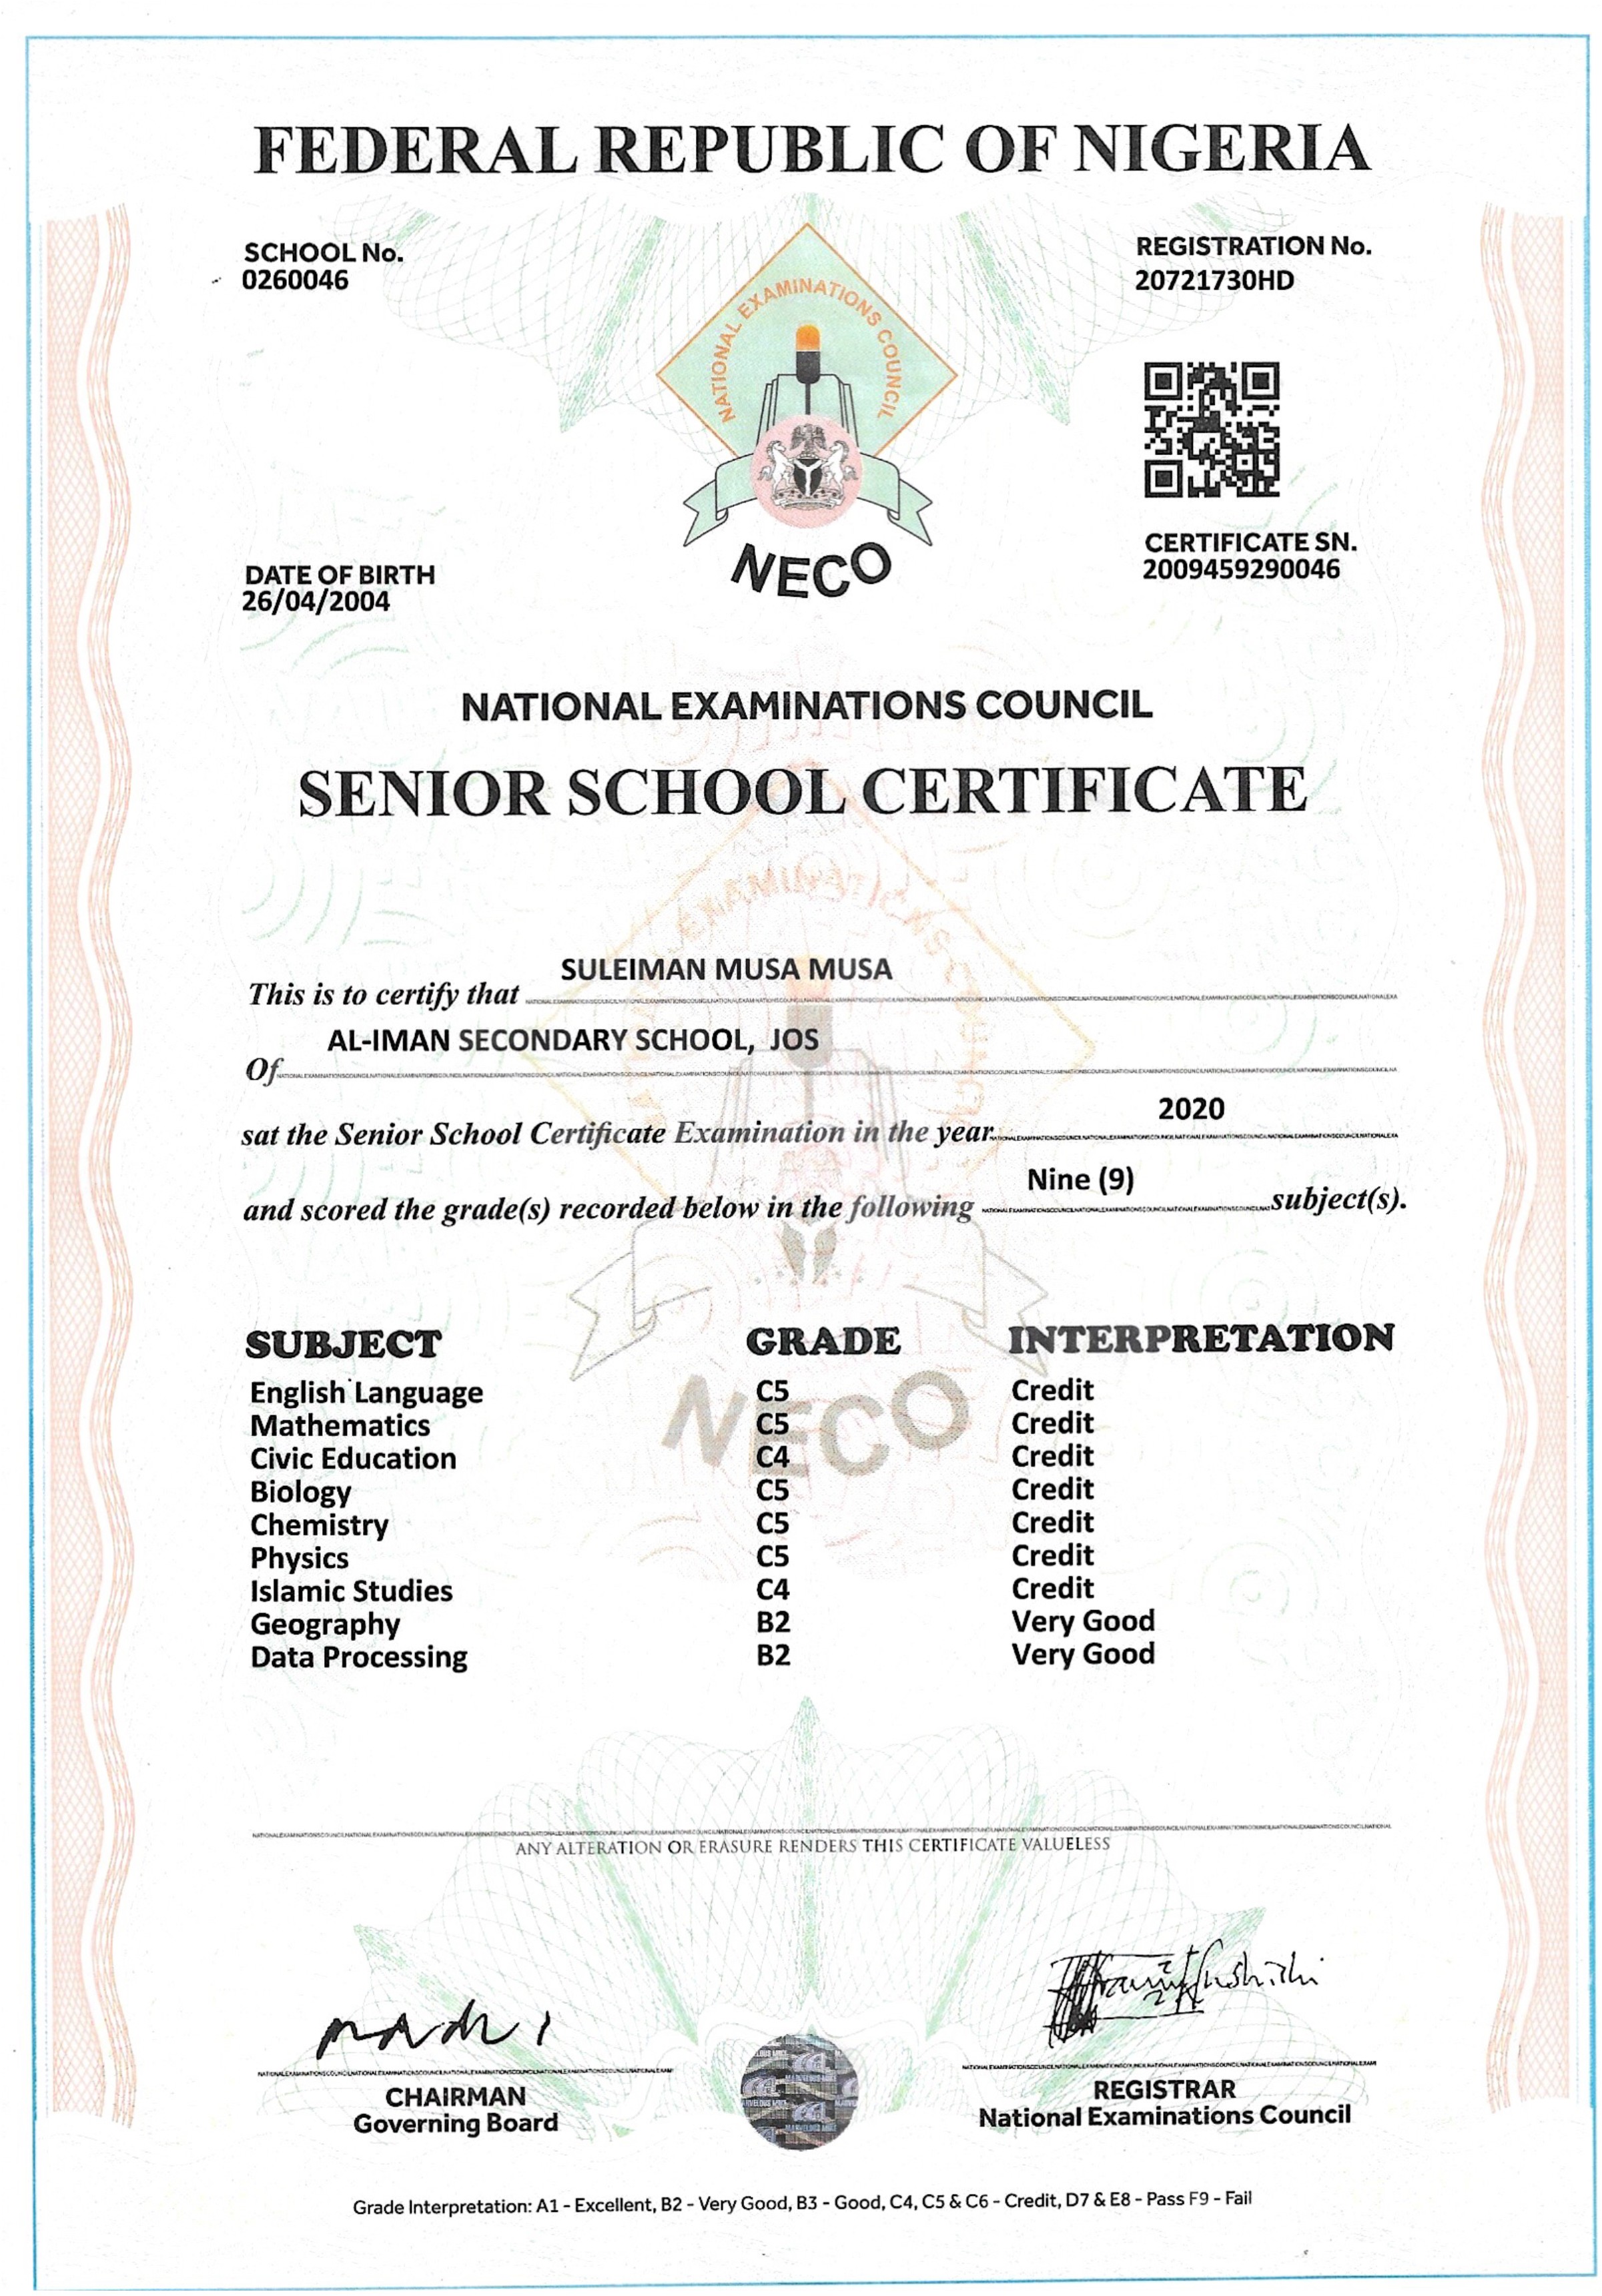 FEDERAL REPUBLIC OF NIGERIA
SCHOOL No.
0260046
REGISTRATION No.
20721730HD
NATIONAL EXAMINATIONS COUNCIL
NECO
CERTIFICATE SN.
2009459290046
DATE OF BIRTH
26/04/2004
NATIONAL EXAMINATIONS COUNCIL
SENIOR SCHOOL CERTIFICATE
This is to certify that SULEIMAN MUSA MUSA
Of AL-IMAN SECONDARY SCHOOL, JOS
sat the Senior School Certificate Examination in the year 2020
and scored the grade(s) recorded below in the following Nine (9) subject(s).
SUBJECT GRADE INTERPRETATION
English Language C5 Credit
Mathematics C5 Credit
Civic Education C4 Credit
Biology C5 Credit
Chemistry C5 Credit
Physics C5 Credit
Islamic Studies C4 Credit
Geography B2 Very Good
Data Processing B2 Very Good
NECO
ANY ALTERATION OR ERASURE RENDERS THIS CERTIFICATE VALUELESS
CHAIRMAN
Governing Board
REGISTRAR
National Examinations Council
Grade Interpretation: A1 - Excellent, B2 - Very Good, B3 - Good, C4, C5 & C6 - Credit, D7 & E8 - Pass F9 - Fail